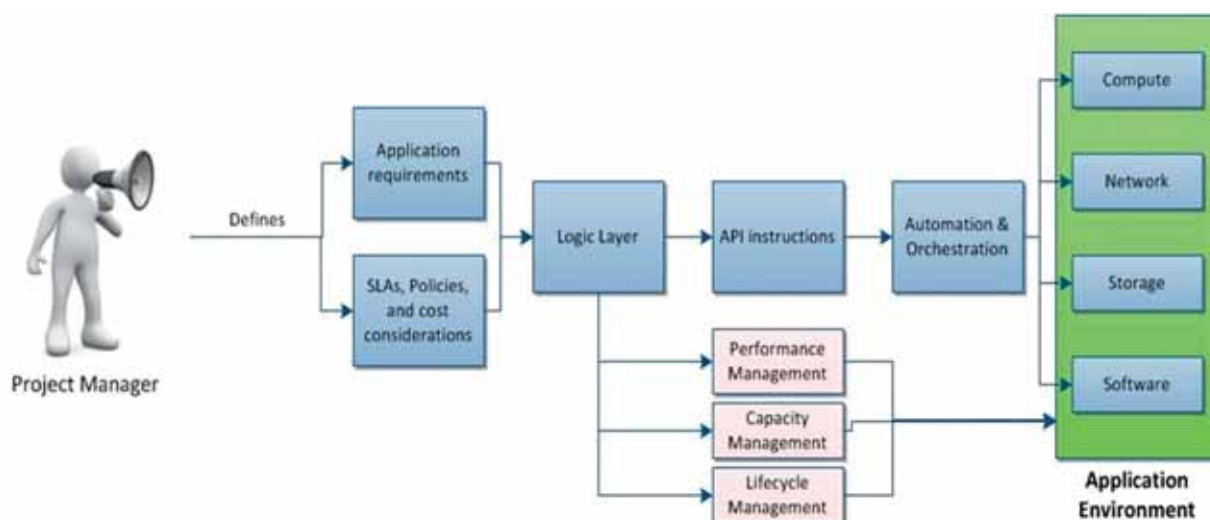 Project Manager
Defines
Application
requirements
SLAs, Policies,
and cost
considerations
Logic Layer
API instructions
Automation &
Orchestration
Performance
Management
Capacity
Management
Lifecycle
Management
Compute
Network
Storage
Software
Application
Environment